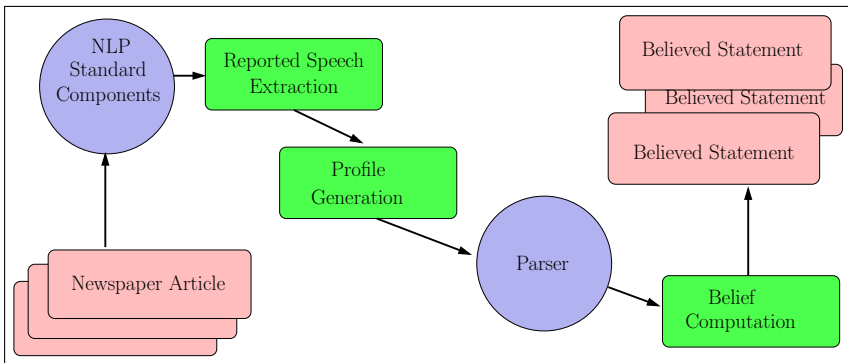 NLP
Standard
Components
Reported Speech
Extraction
Profile
Generation
Parser
Belief
Computation
Believed Statement
Believed Statement
Believed Statement
Newspaper Article